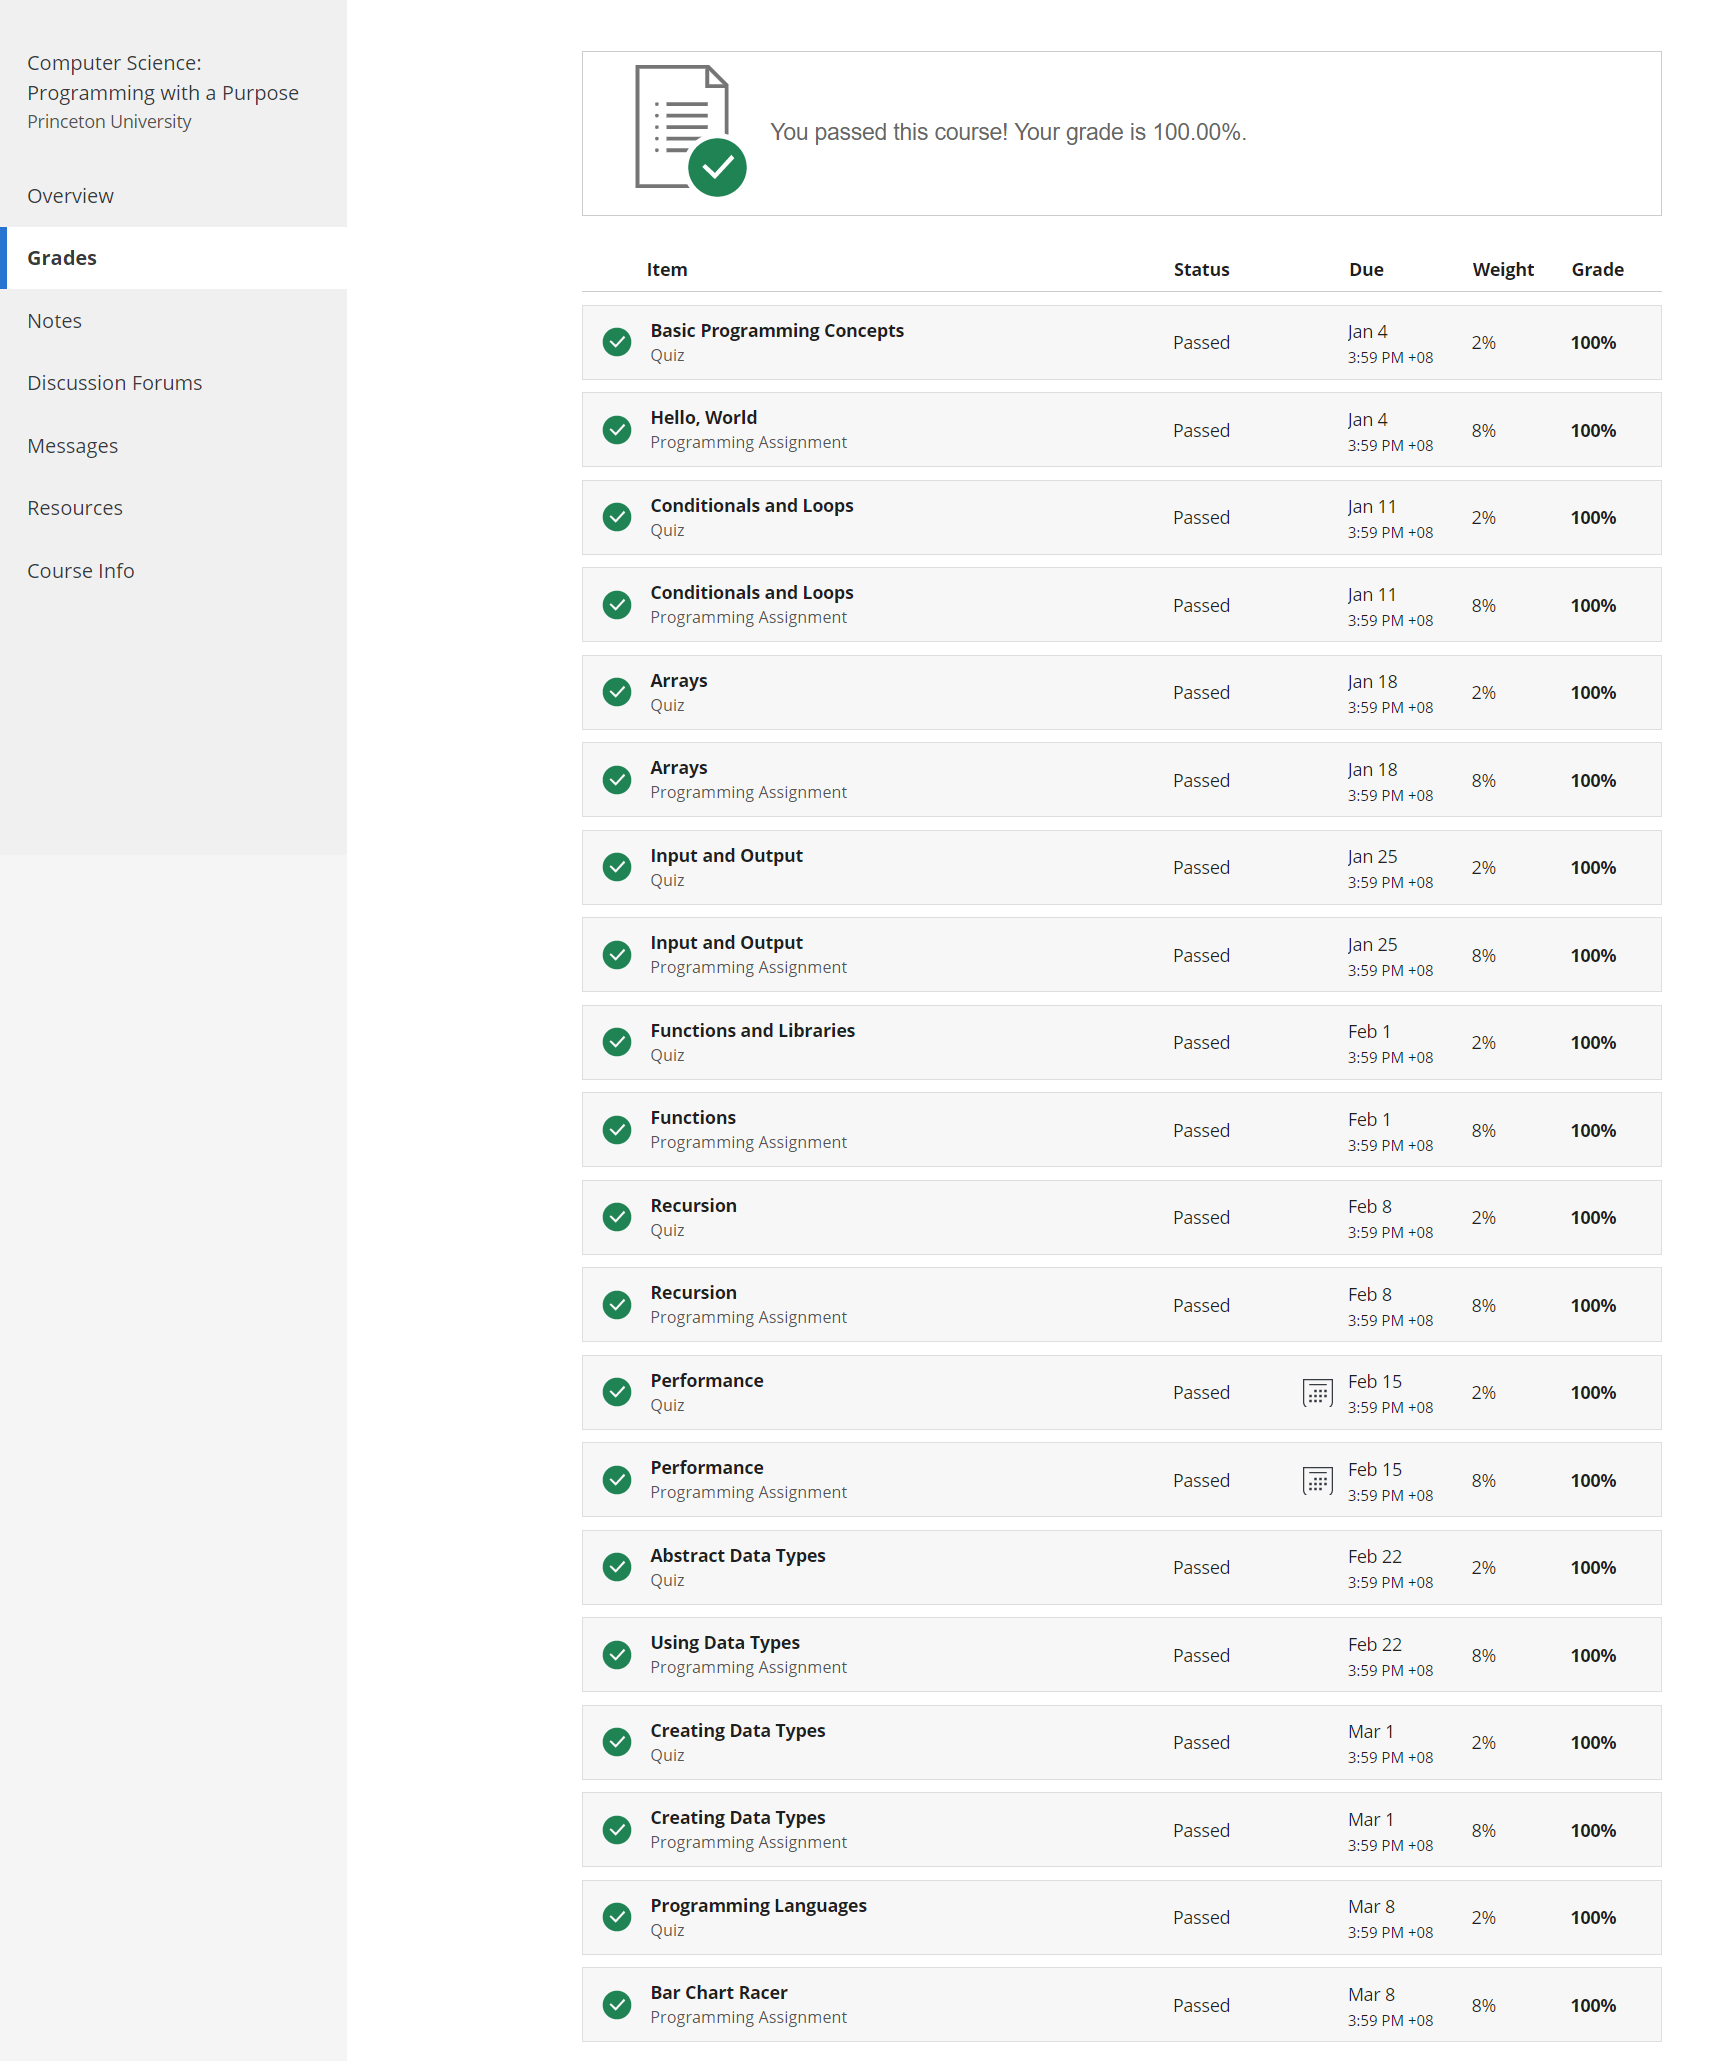 Computer Science:
Programming with a Purpose
Princeton University
Overview
Grades
Notes
Discussion Forums
Messages
Resources
Course Info
You passed this course! Your grade is 100.00%.
Item Status Due Weight Grade
Basic Programming Concepts
Quiz
Passed
Jan 4
3:59 PM +08
2%
100%
Hello, World
Programming Assignment
Passed
Jan 4
3:59 PM +08
8%
100%
Conditionals and Loops
Quiz
Passed
Jan 11
3:59 PM +08
2%
100%
Conditionals and Loops
Programming Assignment
Passed
Jan 11
3:59 PM +08
8%
100%
Arrays
Quiz
Passed
Jan 18
3:59 PM +08
2%
100%
Arrays
Programming Assignment
Passed
Jan 18
3:59 PM +08
8%
100%
Input and Output
Quiz
Passed
Jan 25
3:59 PM +08
2%
100%
Input and Output
Programming Assignment
Passed
Jan 25
3:59 PM +08
8%
100%
Functions and Libraries
Quiz
Passed
Feb 1
3:59 PM +08
2%
100%
Functions
Programming Assignment
Passed
Feb 1
3:59 PM +08
8%
100%
Recursion
Quiz
Passed
Feb 8
3:59 PM +08
2%
100%
Recursion
Programming Assignment
Passed
Feb 8
3:59 PM +08
8%
100%
Performance
Quiz
Passed
Feb 15
3:59 PM +08
2%
100%
Performance
Programming Assignment
Passed
Feb 15
3:59 PM +08
8%
100%
Abstract Data Types
Quiz
Passed
Feb 22
3:59 PM +08
2%
100%
Using Data Types
Programming Assignment
Passed
Feb 22
3:59 PM +08
8%
100%
Creating Data Types
Quiz
Passed
Mar 1
3:59 PM +08
2%
100%
Creating Data Types
Programming Assignment
Passed
Mar 1
3:59 PM +08
8%
100%
Programming Languages
Quiz
Passed
Mar 8
3:59 PM +08
2%
100%
Bar Chart Racer
Programming Assignment
Passed
Mar 8
3:59 PM +08
8%
100%